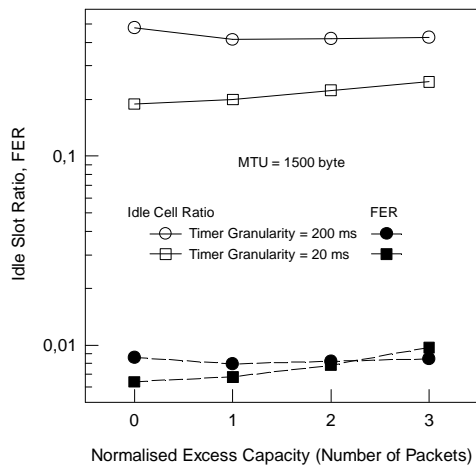 Idle Slot Ratio, FER
0,1
0,01
MTU = 1500 byte
Idle Cell Ratio FER
Timer Granularity = 200 ms
Timer Granularity = 20 ms
0 1 2 3
Normalised Excess Capacity (Number of Packets)